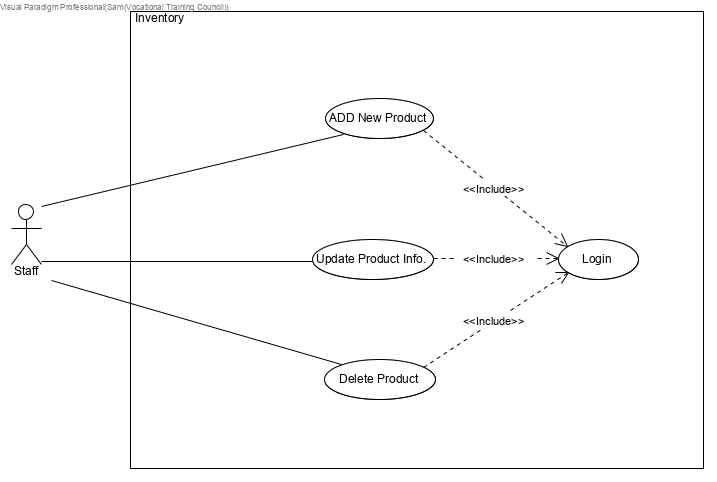 Visual Paradigm Professional(Sam(Vocational Training Council))
Inventory
ADD New Product
<<Include>>
Staff
Update Product Info.
<<Include>>
Login
<<Include>>
Delete Product